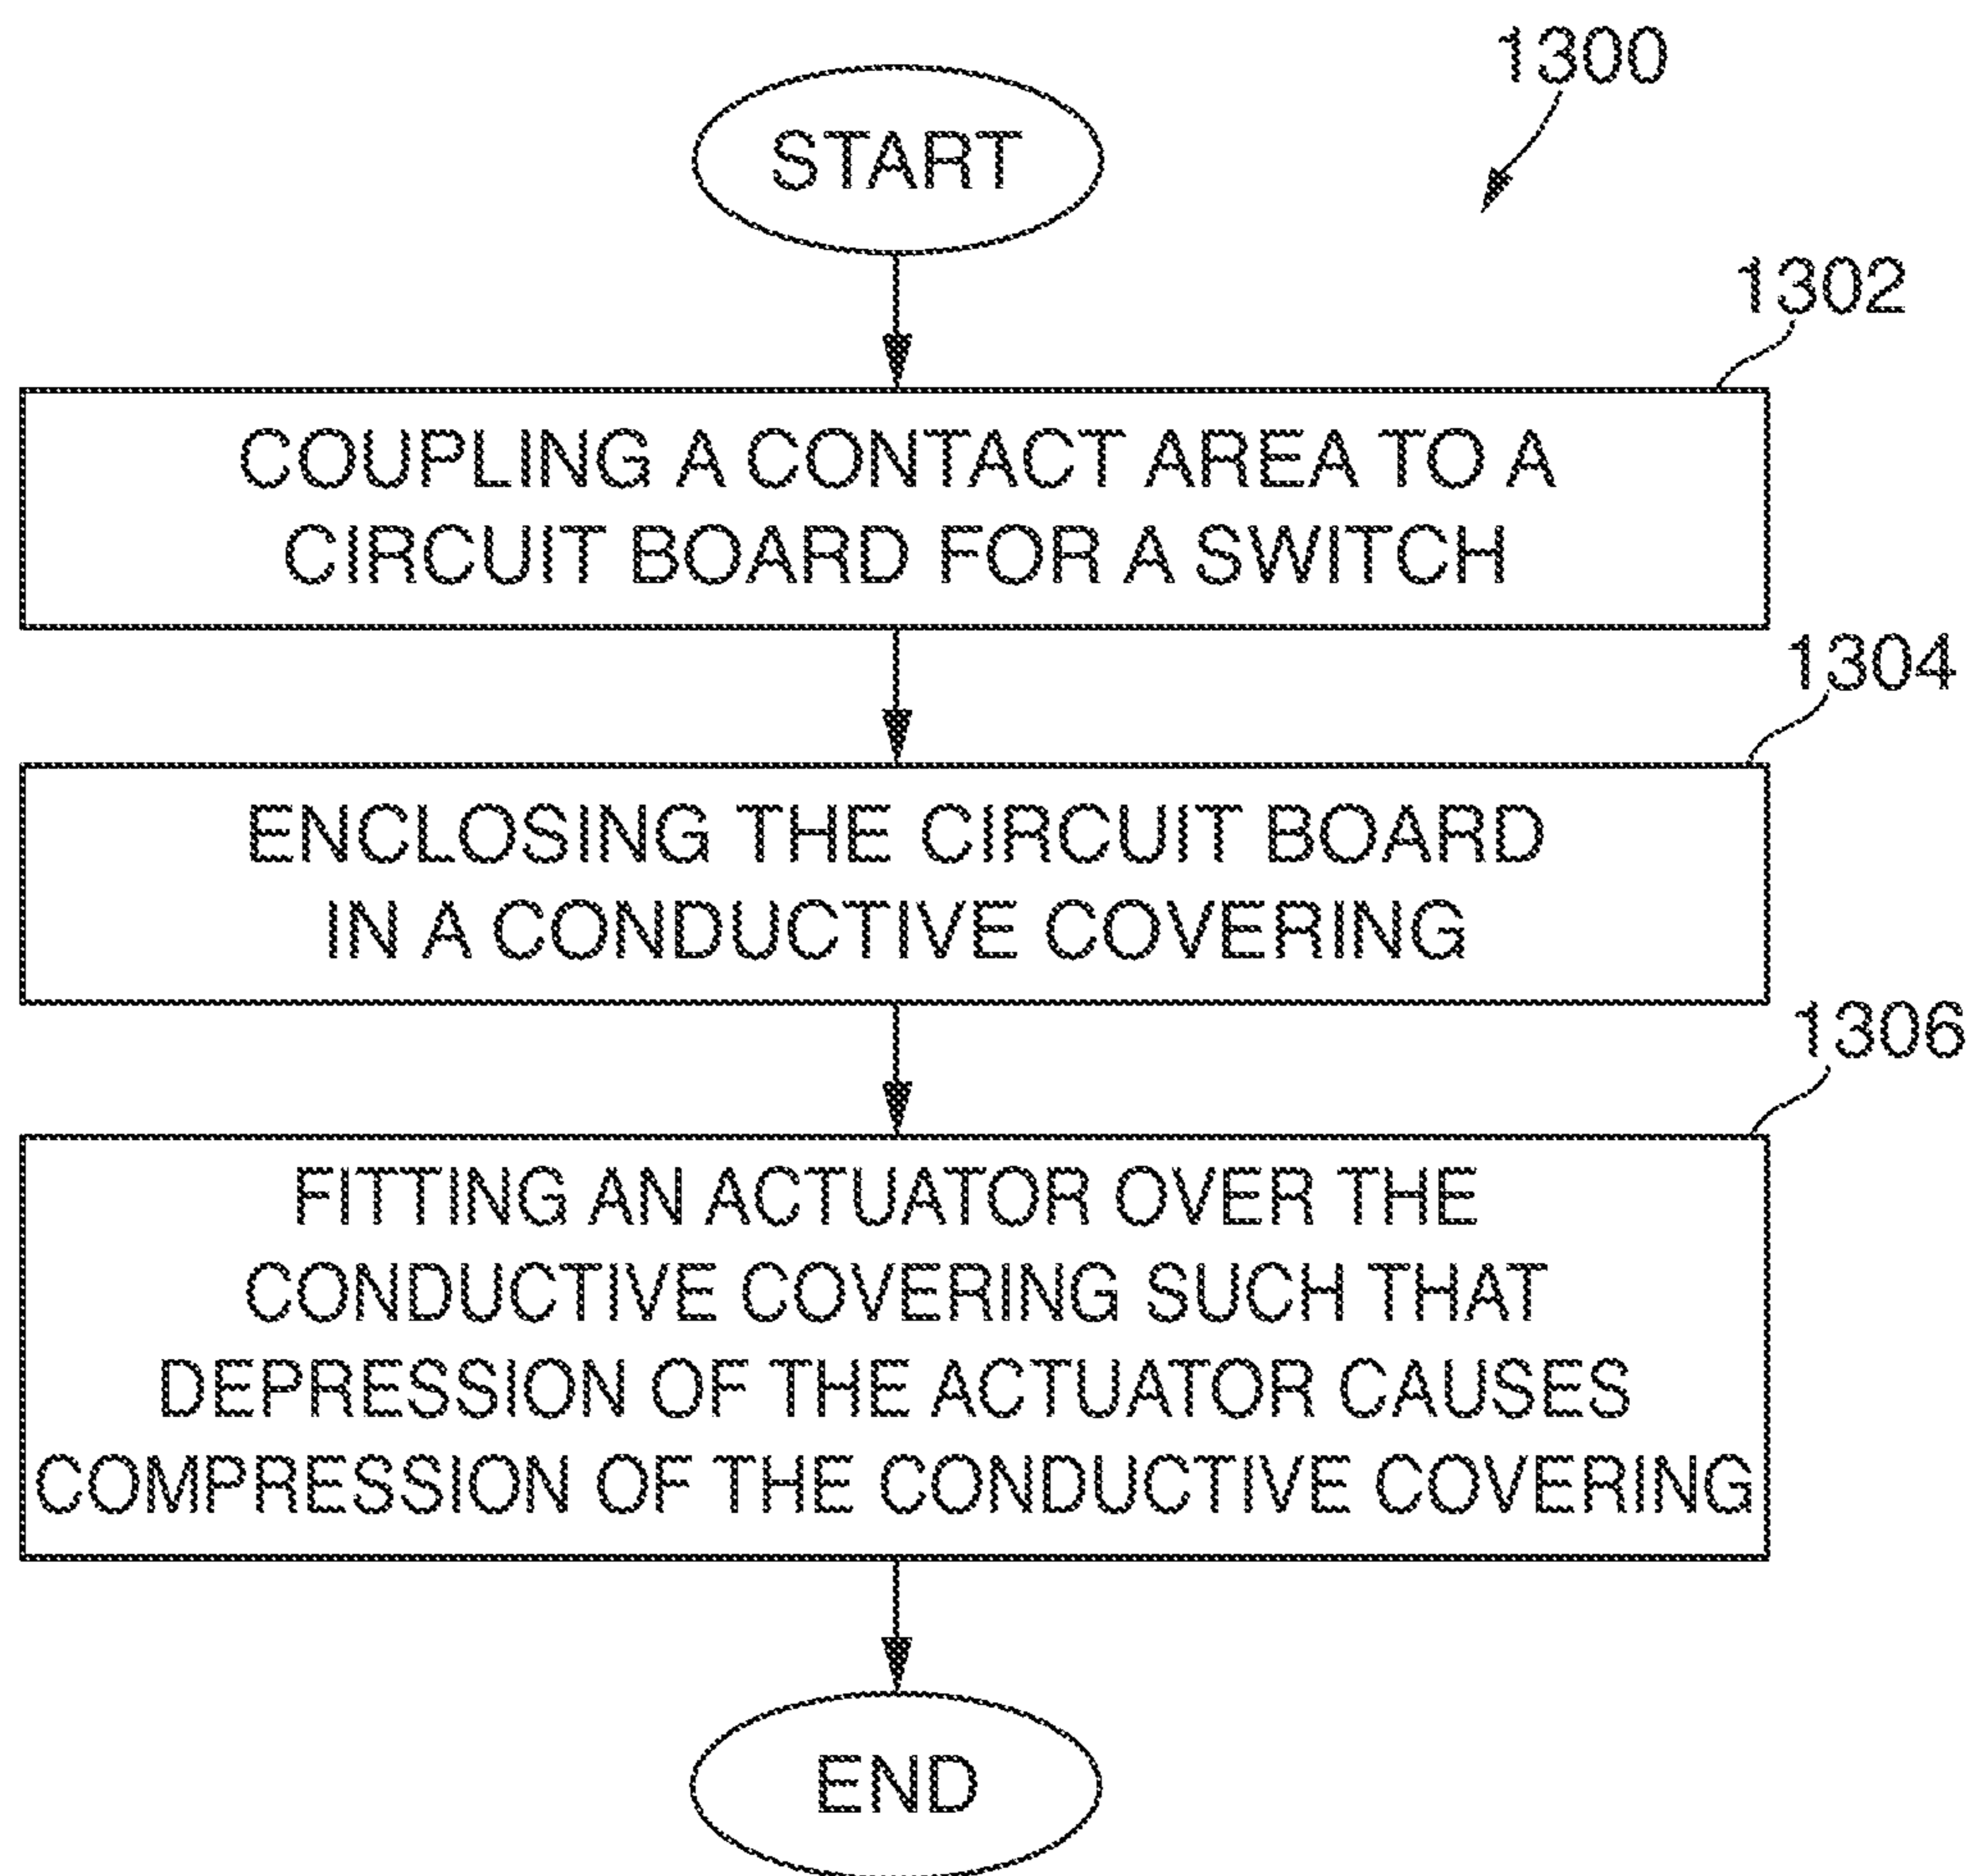 1300
START
1302
COUPLING A CONTACT AREA TO A
CIRCUIT BOARD FOR A SWITCH
1304
ENCLOSING THE CIRCUIT BOARD
IN A CONDUCTIVE COVERING
1306
FITTING AN ACTUATOR OVER THE
CONDUCTIVE COVERING SUCH THAT
DEPRESSION OF THE ACTUATOR CAUSES
COMPRESSION OF THE CONDUCTIVE COVERING
END